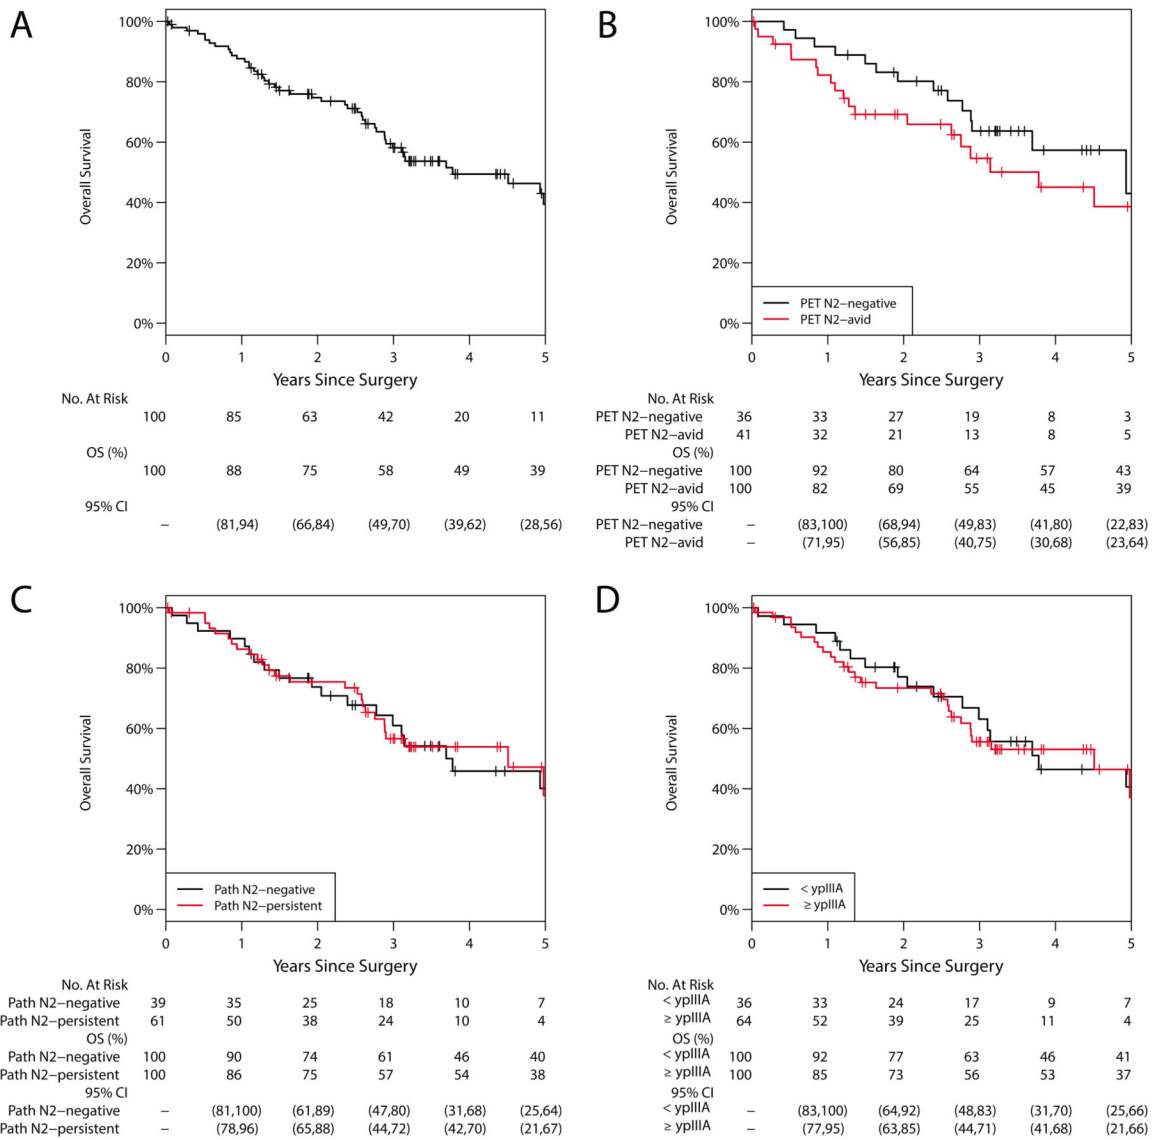 A
100%
80%
60%
40%
20%
0%
Overall Survival
0 1 2 3 4 5
Years Since Surgery
No. At Risk
100 85 63 42 20 11
OS (%)
100 88 75 58 49 39
95% CI
– (81,94) (66,84) (49,70) (39,62) (28,56)
B
100%
80%
60%
40%
20%
0%
Overall Survival
PET N2–negative
PET N2–avid
0 1 2 3 4 5
Years Since Surgery
No. At Risk
PET N2–negative 36 33 27 19 8 3
PET N2–avid 41 32 21 13 8 5
OS (%)
PET N2–negative 100 92 80 64 57 43
PET N2–avid 100 82 69 55 45 39
95% CI
PET N2–negative – (83,100) (68,94) (49,83) (41,80) (22,83)
PET N2–avid – (71,95) (56,85) (40,75) (30,68) (23,64)
C
100%
80%
60%
40%
20%
0%
Overall Survival
Path N2–negative
Path N2–persistent
0 1 2 3 4 5
Years Since Surgery
No. At Risk
Path N2–negative 39 35 25 18 10 7
Path N2–persistent 61 50 38 24 10 4
OS (%)
Path N2–negative 100 90 74 61 46 40
Path N2–persistent 100 86 75 57 54 38
95% CI
Path N2–negative – (81,100) (61,89) (47,80) (31,68) (25,64)
Path N2–persistent – (78,96) (65,88) (44,72) (42,70) (21,67)
D
100%
80%
60%
40%
20%
0%
Overall Survival
< ypIIIA
≥ ypIIIA
0 1 2 3 4 5
Years Since Surgery
No. At Risk
< ypIIIA 36 33 24 17 9 7
≥ ypIIIA 64 52 39 25 11 4
OS (%)
< ypIIIA 100 92 77 63 46 41
≥ ypIIIA 100 85 73 56 53 37
95% CI
< ypIIIA – (83,100) (64,92) (48,83) (31,70) (25,66)
≥ ypIIIA – (77,95) (63,85) (44,71) (41,68) (21,66)